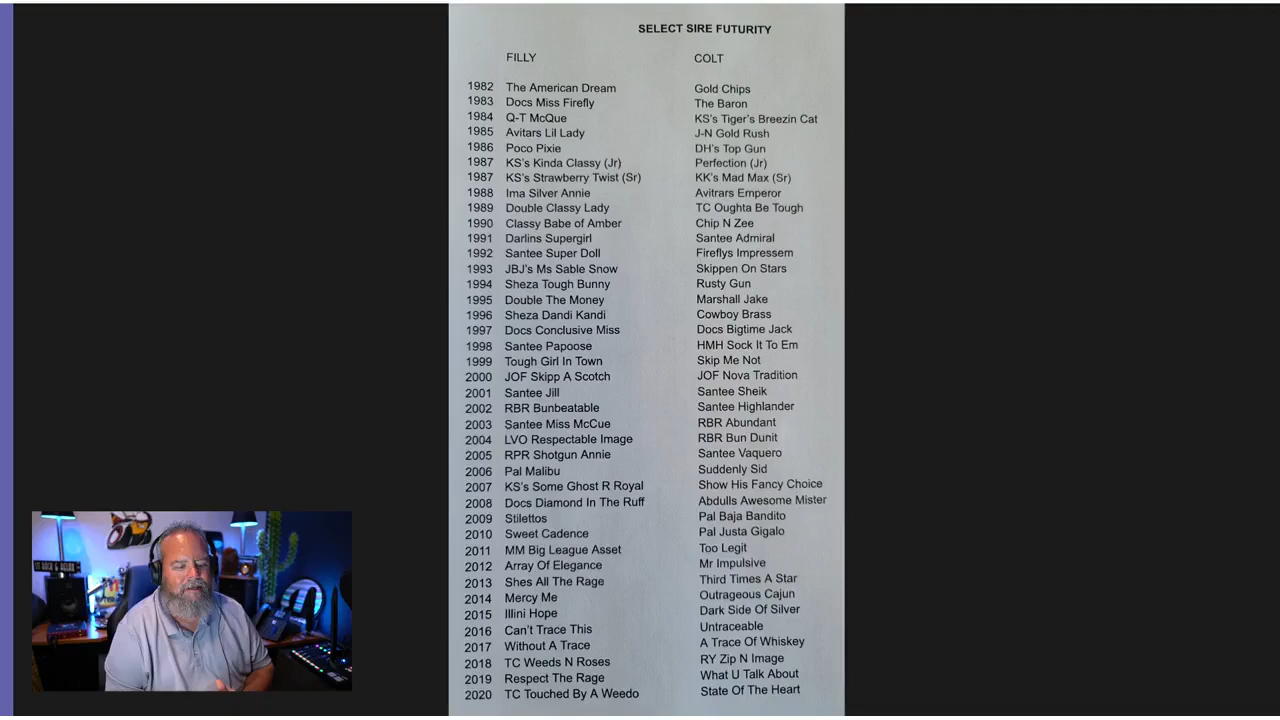 SELECT SIRE FUTURITY
FILLY COLT
1982 The American Dream Gold Chips
1983 Docs Miss Firefly The Baron
1984 Q-T McQue KS's Tiger's Breezin Cat
1985 Avitars Lil Lady J-N Gold Rush
1986 Poco Pixie DH's Top Gun
1987 KS's Kinda Classy (Jr) Perfection (Jr)
1987 KS's Strawberry Twist (Sr) KK's Mad Max (Sr)
1988 Ima Silver Annie Avitrars Emperor
1989 Double Classy Lady TC Oughta Be Tough
1990 Classy Babe of Amber Chip N Zee
1991 Darlins Supergirl Santee Admiral
1992 Santee Super Doll Fireflys Impressem
1993 JBJ's Ms Sable Snow Skippen On Stars
1994 Sheza Tough Bunny Rusty Gun
1995 Double The Money Marshall Jake
1996 Sheza Dandi Kandi Cowboy Brass
1997 Docs Conclusive Miss Docs Bigtime Jack
1998 Santee Papoose HMH Sock It To Em
1999 Tough Girl In Town Skip Me Not
2000 JOF Skipp A Scotch JOF Nova Tradition
2001 Santee Jill Santee Sheik
2002 RBR Bunbeatable Santee Highlander
2003 Santee Miss McCue RBR Abundant
2004 LVO Respectable Image RBR Bun Dunit
2005 RPR Shotgun Annie Santee Vaquero
2006 Pal Malibu Suddenly Sid
2007 KS's Some Ghost R Royal Show His Fancy Choice
2008 Docs Diamond In The Ruff Abdulls Awesome Mister
2009 Stilettos Pal Baja Bandito
2010 Sweet Cadence Pal Justa Gigalo
2011 MM Big League Asset Too Legit
2012 Array Of Elegance Mr Impulsive
2013 Shes All The Rage Third Times A Star
2014 Mercy Me Outrageous Cajun
2015 Illini Hope Dark Side Of Silver
2016 Can't Trace This Untraceable
2017 Without A Trace A Trace Of Whiskey
2018 TC Weeds N Roses RY Zip N Image
2019 Respect The Rage What U Talk About
2020 TC Touched By A Weedo State Of The Heart